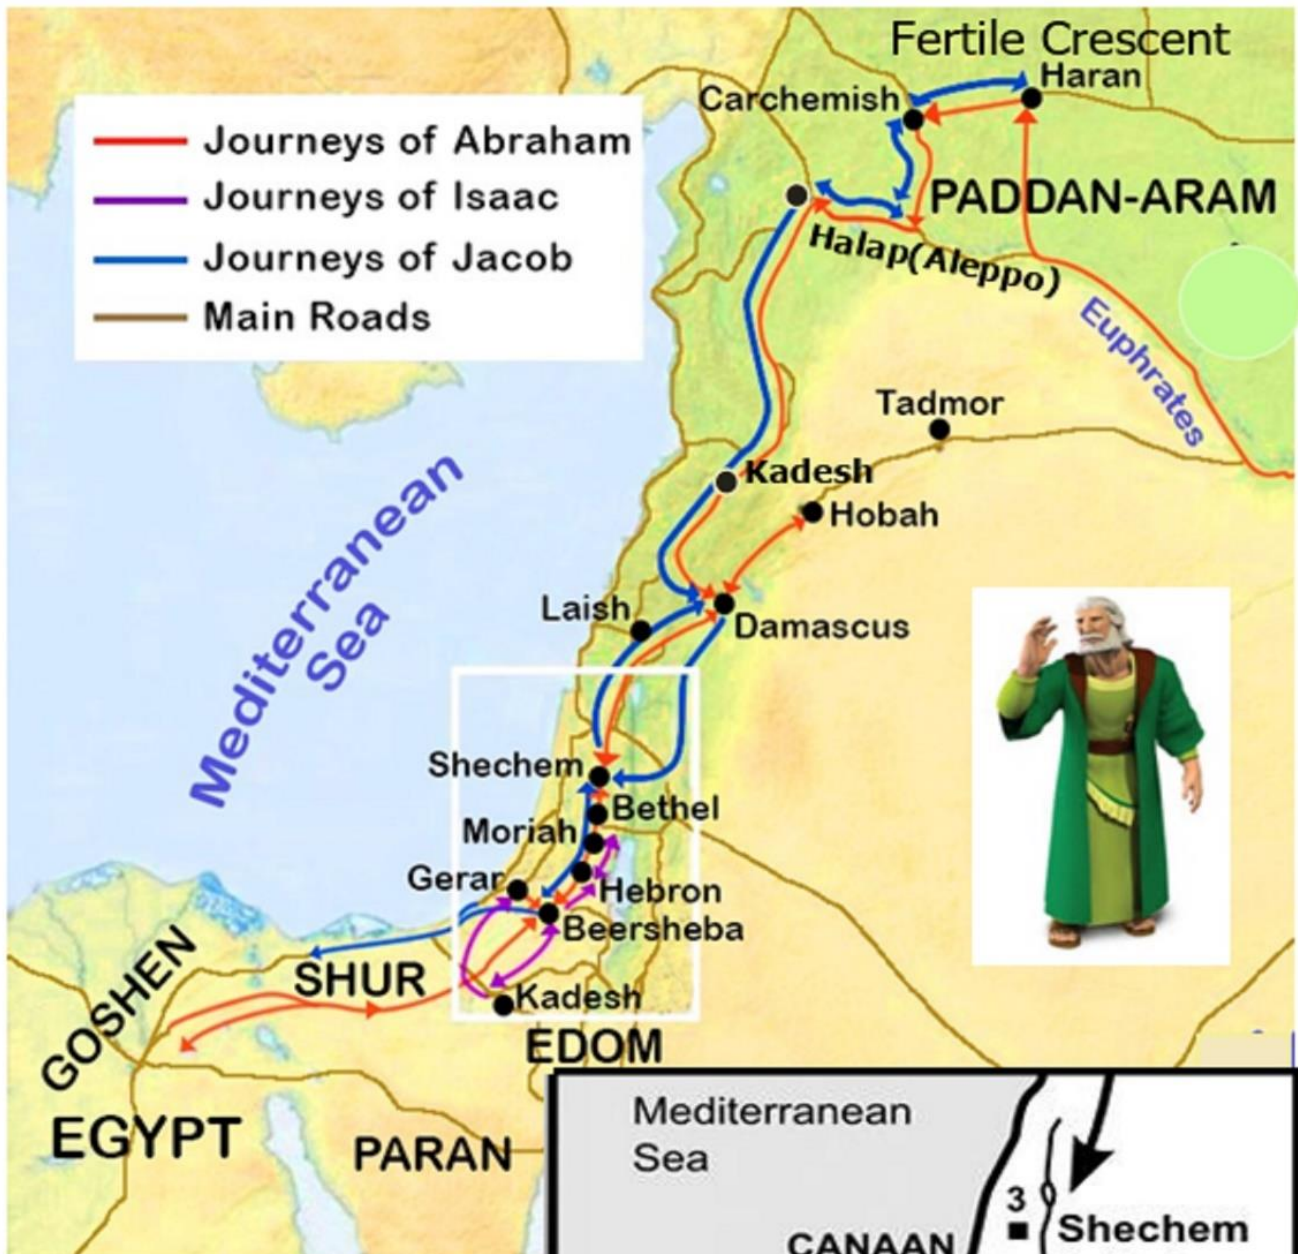 Fertile Crescent
Haran
Carchemish
Journeys of Abraham
Journeys of Isaac
Journeys of Jacob
Main Roads
PADDAN-ARAM
Halap(Aleppo)
Euphrates
Tadmor
Kadesh
Hobah
Mediterranean
Sea
Laish
Damascus
Shechem
Bethel
Moriah
Gerar
Hebron
Beersheba
SHUR
Kadesh
GOSHEN
EDOM
EGYPT
PARAN
Mediterranean
Sea
3
Shechem
CANAAN